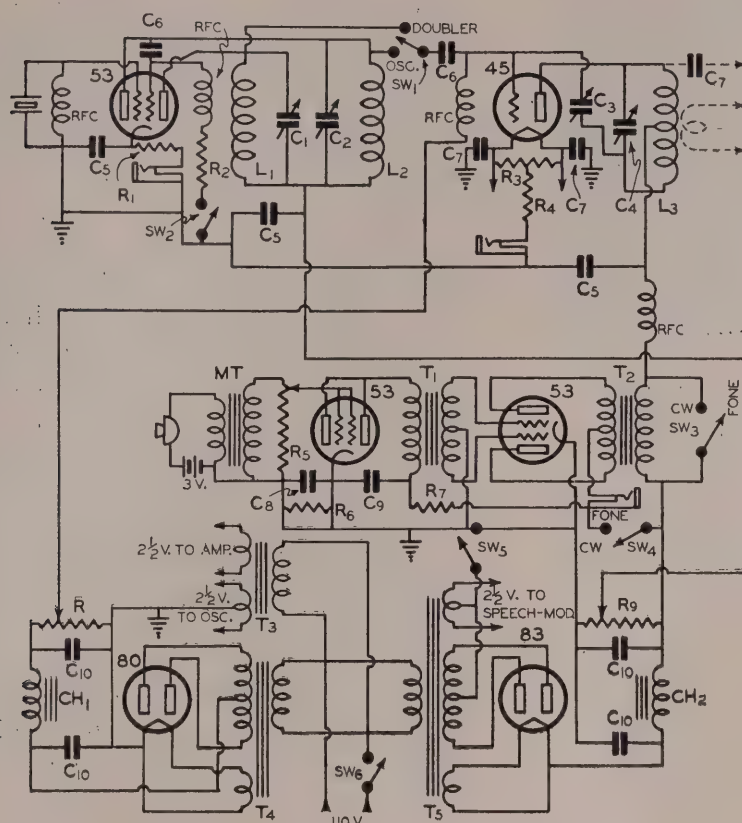 C6
RFC
DOUBLER
OSC.
SW1
C6
53
45
C7
RFC
C1
C2
RFC
C3
C5
R1
R2
L1
L2
C7
R3
C7
C4
L3
R4
SW2
C5
C5
RFC
MT
53
T1
53
T2
CW
SW3
FONE
R5
3 V.
C8
C9
R7
R6
FONE
2½ V. TO AMP.
SW5
CW
SW4
2½ V.
TO OSC.
T3
2½ V. TO
SPEECH-MOD.
R
R9
80
83
C10
C10
CH1
CH2
C10
C10
SW6
T4
110 V.
T5